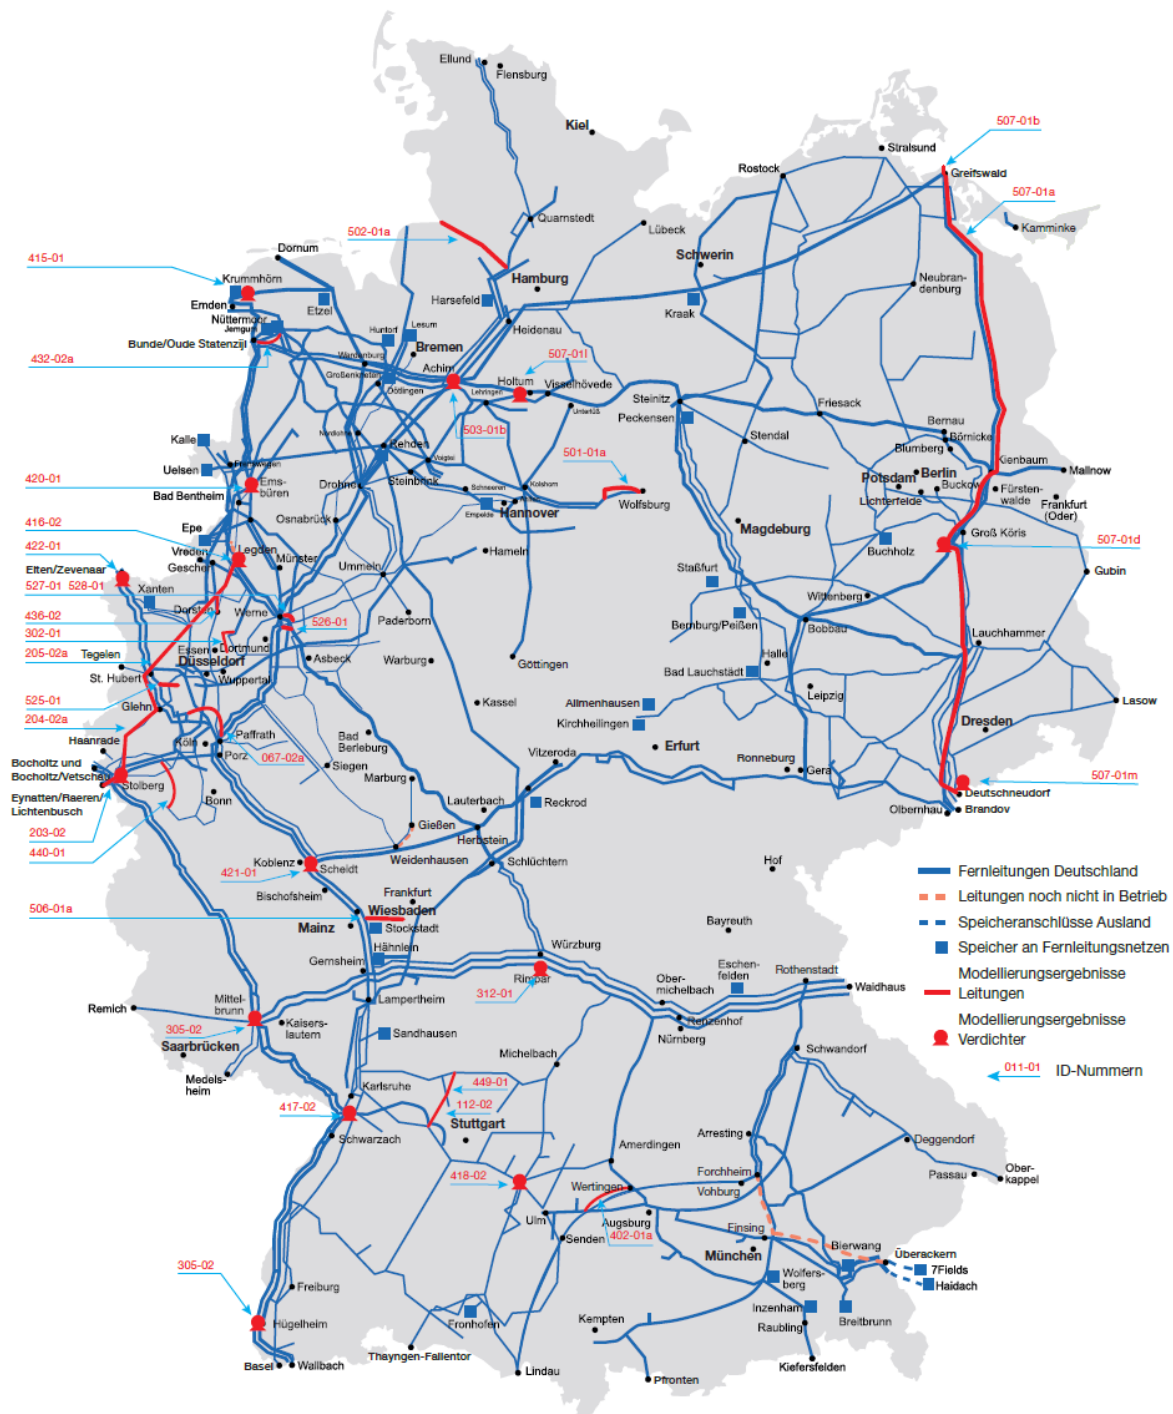 Ellund
Flensburg
Kiel
507-01b
Stralsund
Rostock
Greifswald
507-01a
Quarnstedt
Lübeck
Kamminke
502-01a
Dornum
Schwerin
415-01
Krummhörn
Hamburg
Neubran-
denburg
Emden
Etzel
Harsefeld
Kraak
Nüttermoor
Jemgum
Huntorf
Lesum
Heidenau
Bunde/Oude Statenzijl
Bremen
432-02a
Wardenburg
Achim
507-01l
Großenkneten
Döttlingen
Lehringen
Holtum
Visselhövede
Steinitz
Friesack
Unterlüß
Peckensen
Bernau
Börnicke
Nordlohne
503-01b
Stendal
Blumberg
Kalle
Rehden
Voigtei
501-01a
Kienbaum
Mallnow
Uelsen
Frenswegen
Steinbrink
Potsdam
Berlin
Buckow
420-01
Ems-
büren
Drohne
Schneeren
Kolshorn
Lichterfelde
Fürsten-
walde
Frankfurt
(Oder)
Bad Bentheim
Empelde
Hannover
Wolfsburg
Osnabrück
Magdeburg
416-02
Epe
Groß Köris
422-01
Vreden
Legden
Münster
Hameln
Buchholz
507-01d
Elten/Zevenaar
Gescher
Ummeln
Gubin
527-01
528-01
Xanten
Staßfurt
436-02
Dorsten
Werne
Wittenberg
526-01
Paderborn
Bernburg/Peißen
Bobbau
302-01
Essen
Dortmund
Lauchhammer
205-02a
Düsseldorf
Asbeck
Warburg
Göttingen
Halle
Tegelen
Wuppertal
Bad Lauchstädt
St. Hubert
Leipzig
525-01
Glehn
Kassel
Allmenhausen
Lasow
204-02a
Kirchheilingen
Dresden
Haanrade
Köln
Paffrath
Bad
Berleburg
Vitzeroda
Erfurt
Porz
067-02a
Siegen
Ronneburg
Gera
Bocholtz und
Bocholtz/Vetschau
Stolberg
Marburg
507-01m
Eynatten/Raeren/
Lichtenbusch
Bonn
Lauterbach
Reckrod
Deutschneudorf
Olbernhau
Brandov
203-02
Gießen
Herbstein
440-01
Koblenz
Scheidt
Weidenhausen
Schlüchtern
Hof
421-01
Bischofsheim
Frankfurt
506-01a
Wiesbaden
Mainz
Stockstadt
Bayreuth
Hähnlein
Würzburg
Gernsheim
Rimpar
Eschen-
felden
Rothenstadt
312-01
Ober-
michelbach
Waidhaus
Remich
Mittel-
brunn
Lampertheim
305-02
Kaisers-
lautern
Sandhausen
Renzenhof
Nürnberg
Saarbrücken
Michelbach
Schwandorf
Medels-
heim
Karlsruhe
449-01
417-02
112-02
Stuttgart
Schwarzach
Arresting
Deggendorf
Amerdingen
Passau
Ober-
kappel
418-02
Wertingen
Forchheim
Vohburg
Ulm
Augsburg
Finsing
Senden
402-01a
Bierwang
München
Überackern
305-02
7Fields
Wolfers-
berg
Haidach
Freiburg
Hügelheim
Fronhofen
Kempten
Inzenham
Raubling
Breitbrunn
Basel
Wallbach
Thayngen-Fallentor
Lindau
Pfronten
Kiefersfelden
Fernleitungen Deutschland
Leitungen noch nicht in Betrieb
Speicheranschlüsse Ausland
Speicher an Fernleitungsnetzen
Modellierungsergebnisse
Leitungen
Modellierungsergebnisse
Verdichter
011-01
ID-Nummern